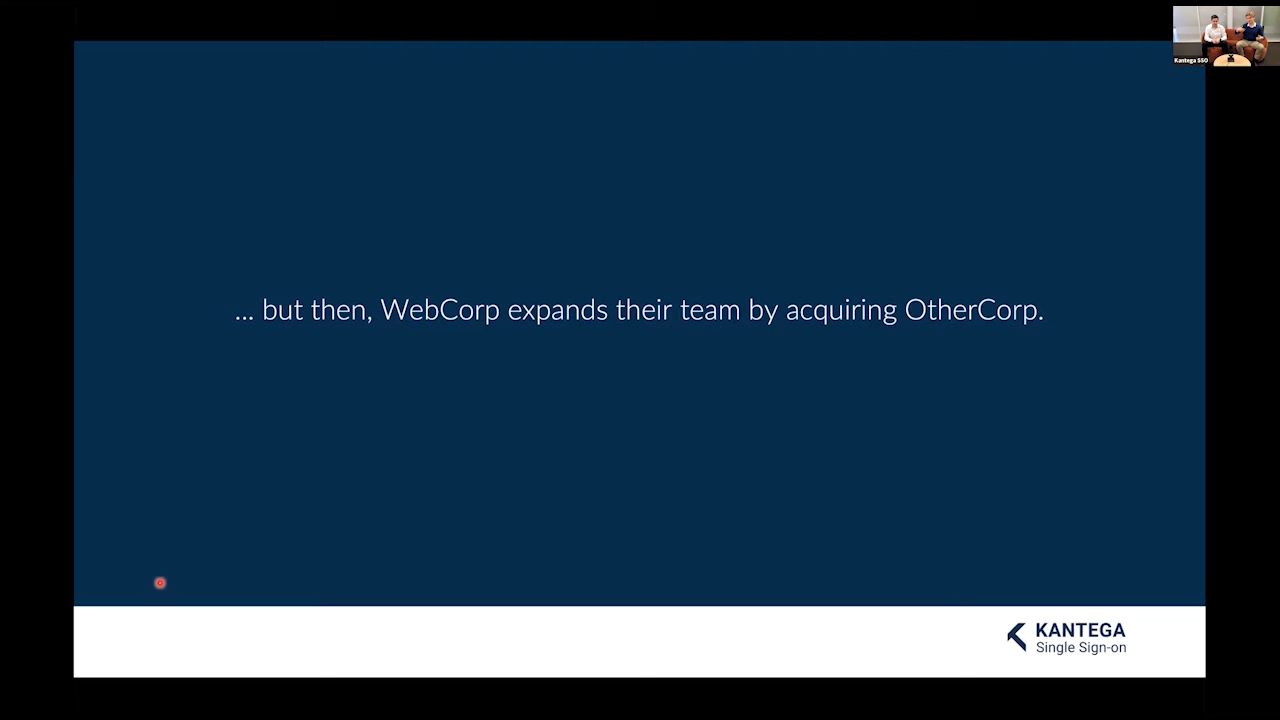 Kantega SSO
... but then, WebCorp expands their team by acquiring OtherCorp.
KANTEGA
Single Sign-on